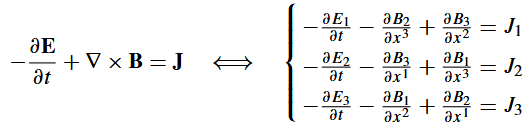 −∂E/∂t + ∇ × B = J ⟺ { −∂E₁/∂t − ∂B₂/∂x³ + ∂B₃/∂x² = J₁
−∂E₂/∂t − ∂B₃/∂x¹ + ∂B₁/∂x³ = J₂
−∂E₃/∂t − ∂B₁/∂x² + ∂B₂/∂x¹ = J₃